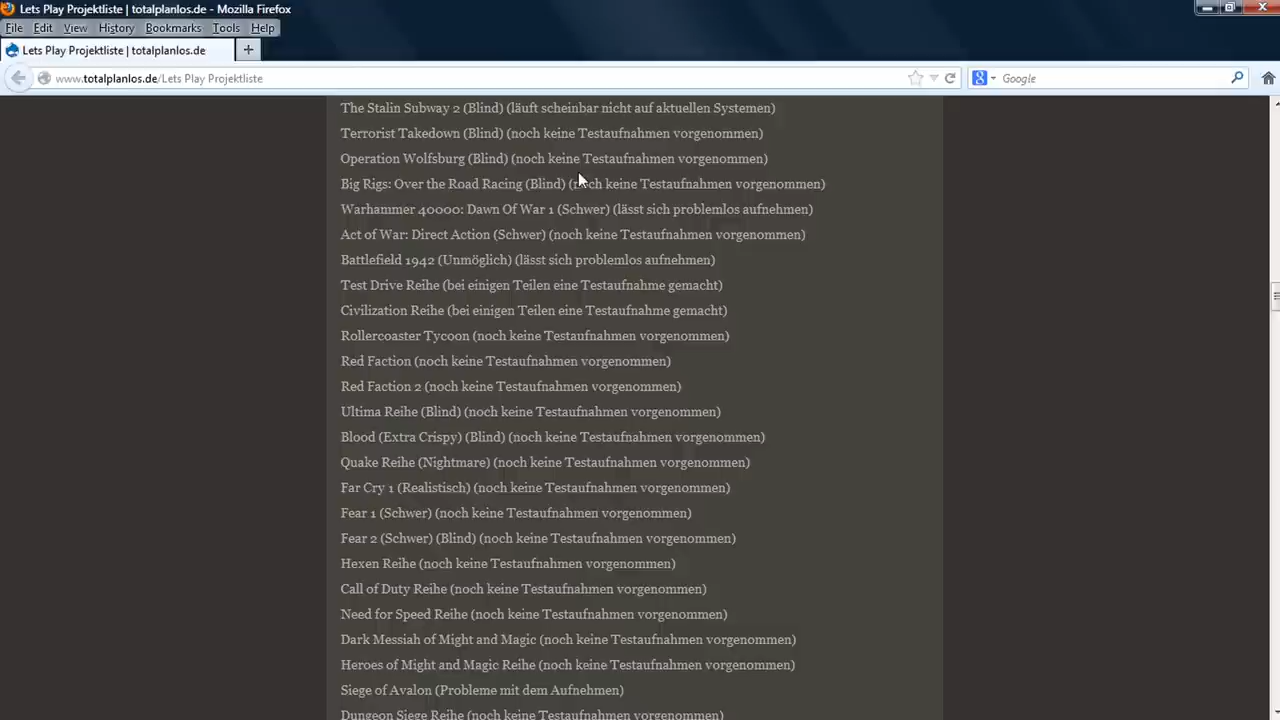 Lets Play Projektliste | totalplanlos.de - Mozilla Firefox
File Edit View History Bookmarks Tools Help
Lets Play Projektliste | totalplanlos.de
www.totalplanlos.de/Lets Play Projektliste
Google
The Stalin Subway 2 (Blind) (läuft scheinbar nicht auf aktuellen Systemen)
Terrorist Takedown (Blind) (noch keine Testaufnahmen vorgenommen)
Operation Wolfsburg (Blind) (noch keine Testaufnahmen vorgenommen)
Big Rigs: Over the Road Racing (Blind) (noch keine Testaufnahmen vorgenommen)
Warhammer 40000: Dawn Of War 1 (Schwer) (lässt sich problemlos aufnehmen)
Act of War: Direct Action (Schwer) (noch keine Testaufnahmen vorgenommen)
Battlefield 1942 (Unmöglich) (lässt sich problemlos aufnehmen)
Test Drive Reihe (bei einigen Teilen eine Testaufnahme gemacht)
Civilization Reihe (bei einigen Teilen eine Testaufnahme gemacht)
Rollercoaster Tycoon (noch keine Testaufnahmen vorgenommen)
Red Faction (noch keine Testaufnahmen vorgenommen)
Red Faction 2 (noch keine Testaufnahmen vorgenommen)
Ultima Reihe (Blind) (noch keine Testaufnahmen vorgenommen)
Blood (Extra Crispy) (Blind) (noch keine Testaufnahmen vorgenommen)
Quake Reihe (Nightmare) (noch keine Testaufnahmen vorgenommen)
Far Cry 1 (Realistisch) (noch keine Testaufnahmen vorgenommen)
Fear 1 (Schwer) (noch keine Testaufnahmen vorgenommen)
Fear 2 (Schwer) (Blind) (noch keine Testaufnahmen vorgenommen)
Hexen Reihe (noch keine Testaufnahmen vorgenommen)
Call of Duty Reihe (noch keine Testaufnahmen vorgenommen)
Need for Speed Reihe (noch keine Testaufnahmen vorgenommen)
Dark Messiah of Might and Magic (noch keine Testaufnahmen vorgenommen)
Heroes of Might and Magic Reihe (noch keine Testaufnahmen vorgenommen)
Siege of Avalon (Probleme mit dem Aufnehmen)
Dungeon Siege Reihe (noch keine Testaufnahmen vorgenommen)